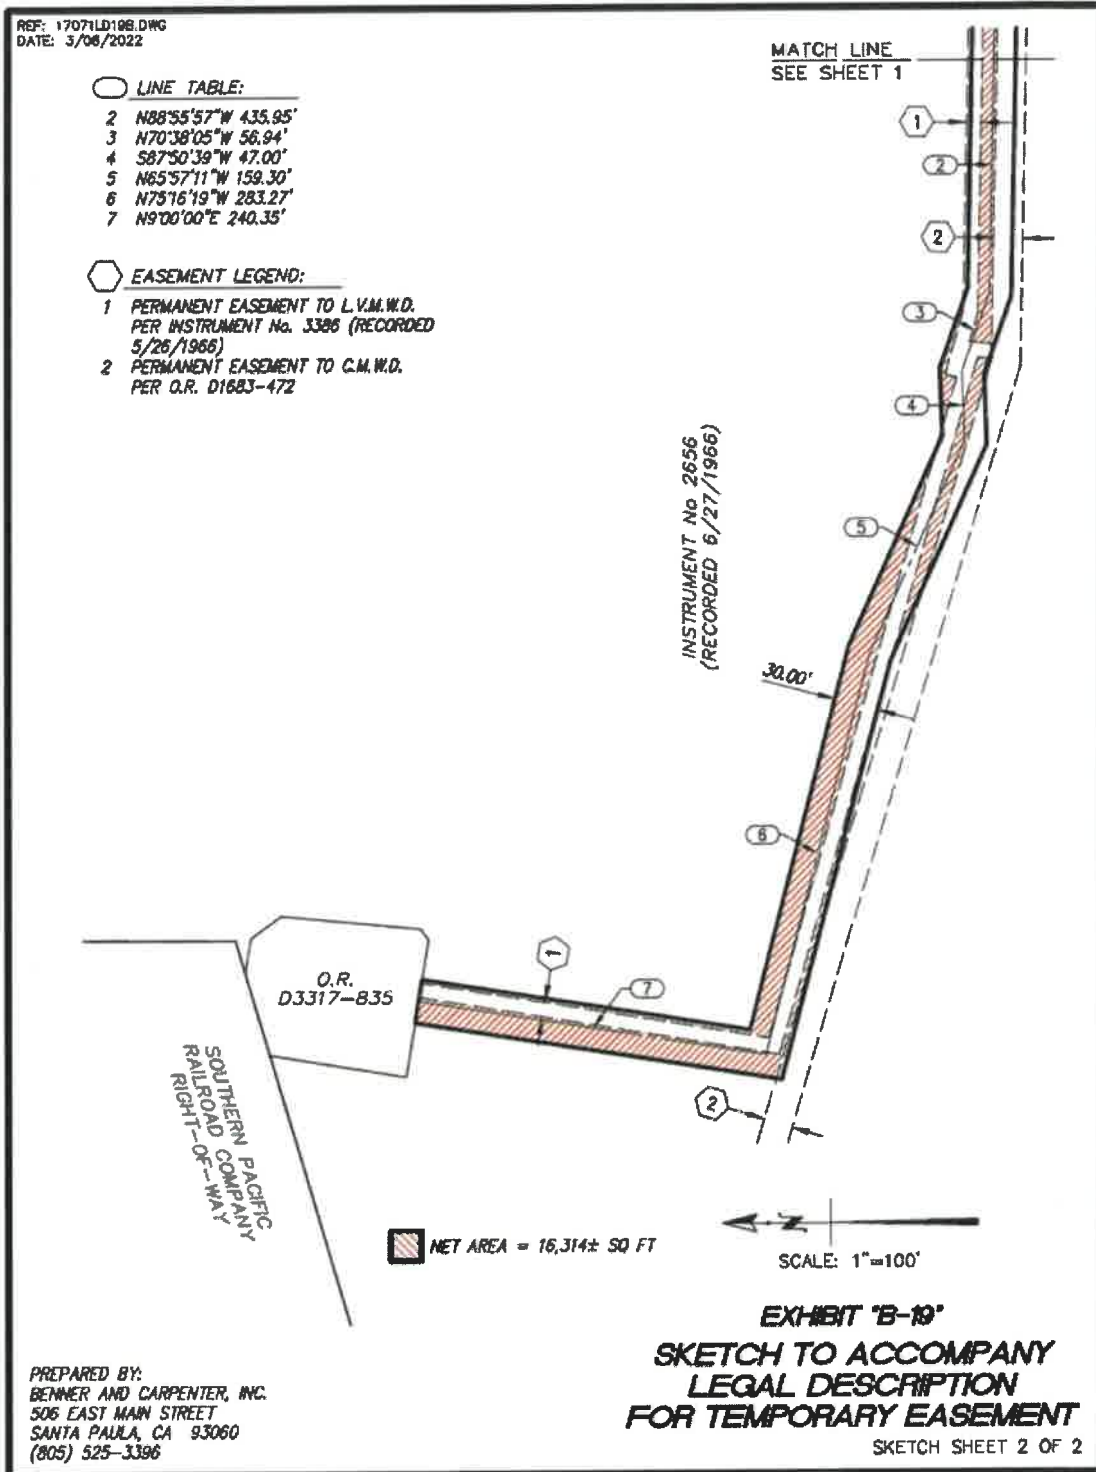 REF: 17071LD19B.DWG
DATE: 3/08/2022
MATCH LINE
SEE SHEET 1
LINE TABLE:
2 N88°55'57"W 435.95'
3 N70°38'05"W 56.94'
4 S87°50'39"W 47.00'
5 N65°57'11"W 159.30'
6 N75°16'19"W 283.27'
7 N9°00'00"E 240.35'
EASEMENT LEGEND:
1 PERMANENT EASEMENT TO L.V.M.W.D.
PER INSTRUMENT No. 3386 (RECORDED
5/26/1966)
2 PERMANENT EASEMENT TO C.M.W.D.
PER O.R. D1683-472
1
2
2
3
4
INSTRUMENT No 2656
(RECORDED 6/27/1966)
5
30.00'
6
O.R.
D3317-835
1
7
2
SOUTHERN PACIFIC
RAILROAD COMPANY
RIGHT-OF-WAY
NET AREA = 16,314± SQ FT
N
SCALE: 1"=100'
EXHIBIT "B-19"
SKETCH TO ACCOMPANY
LEGAL DESCRIPTION
FOR TEMPORARY EASEMENT
SKETCH SHEET 2 OF 2
PREPARED BY:
BENNER AND CARPENTER, INC.
506 EAST MAIN STREET
SANTA PAULA, CA 93060
(805) 525-3396